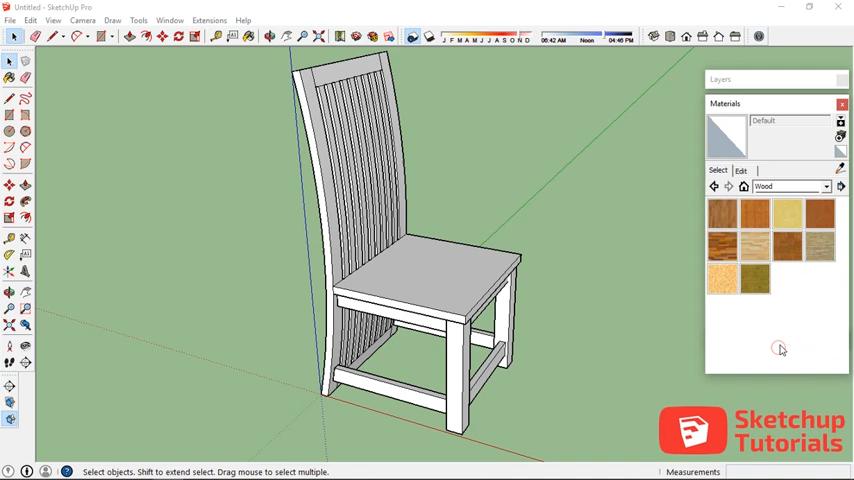 Untitled - SketchUp Pro
File Edit View Camera Draw Tools Window Extensions Help
J F M A M J J A S O N D 06:42 AM Noon 04:46 PM
Layers
Materials
Default
Select Edit
Wood
Sketchup
Tutorials
Select objects. Shift to extend select. Drag mouse to select multiple.
Measurements